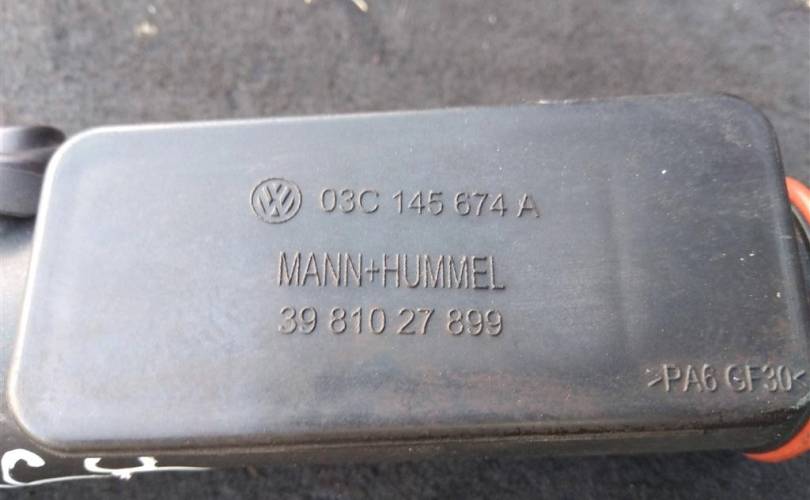 03C 145 674 A
MANN+HUMMEL
39 810 27 899
>PA6 GF30<
C Y